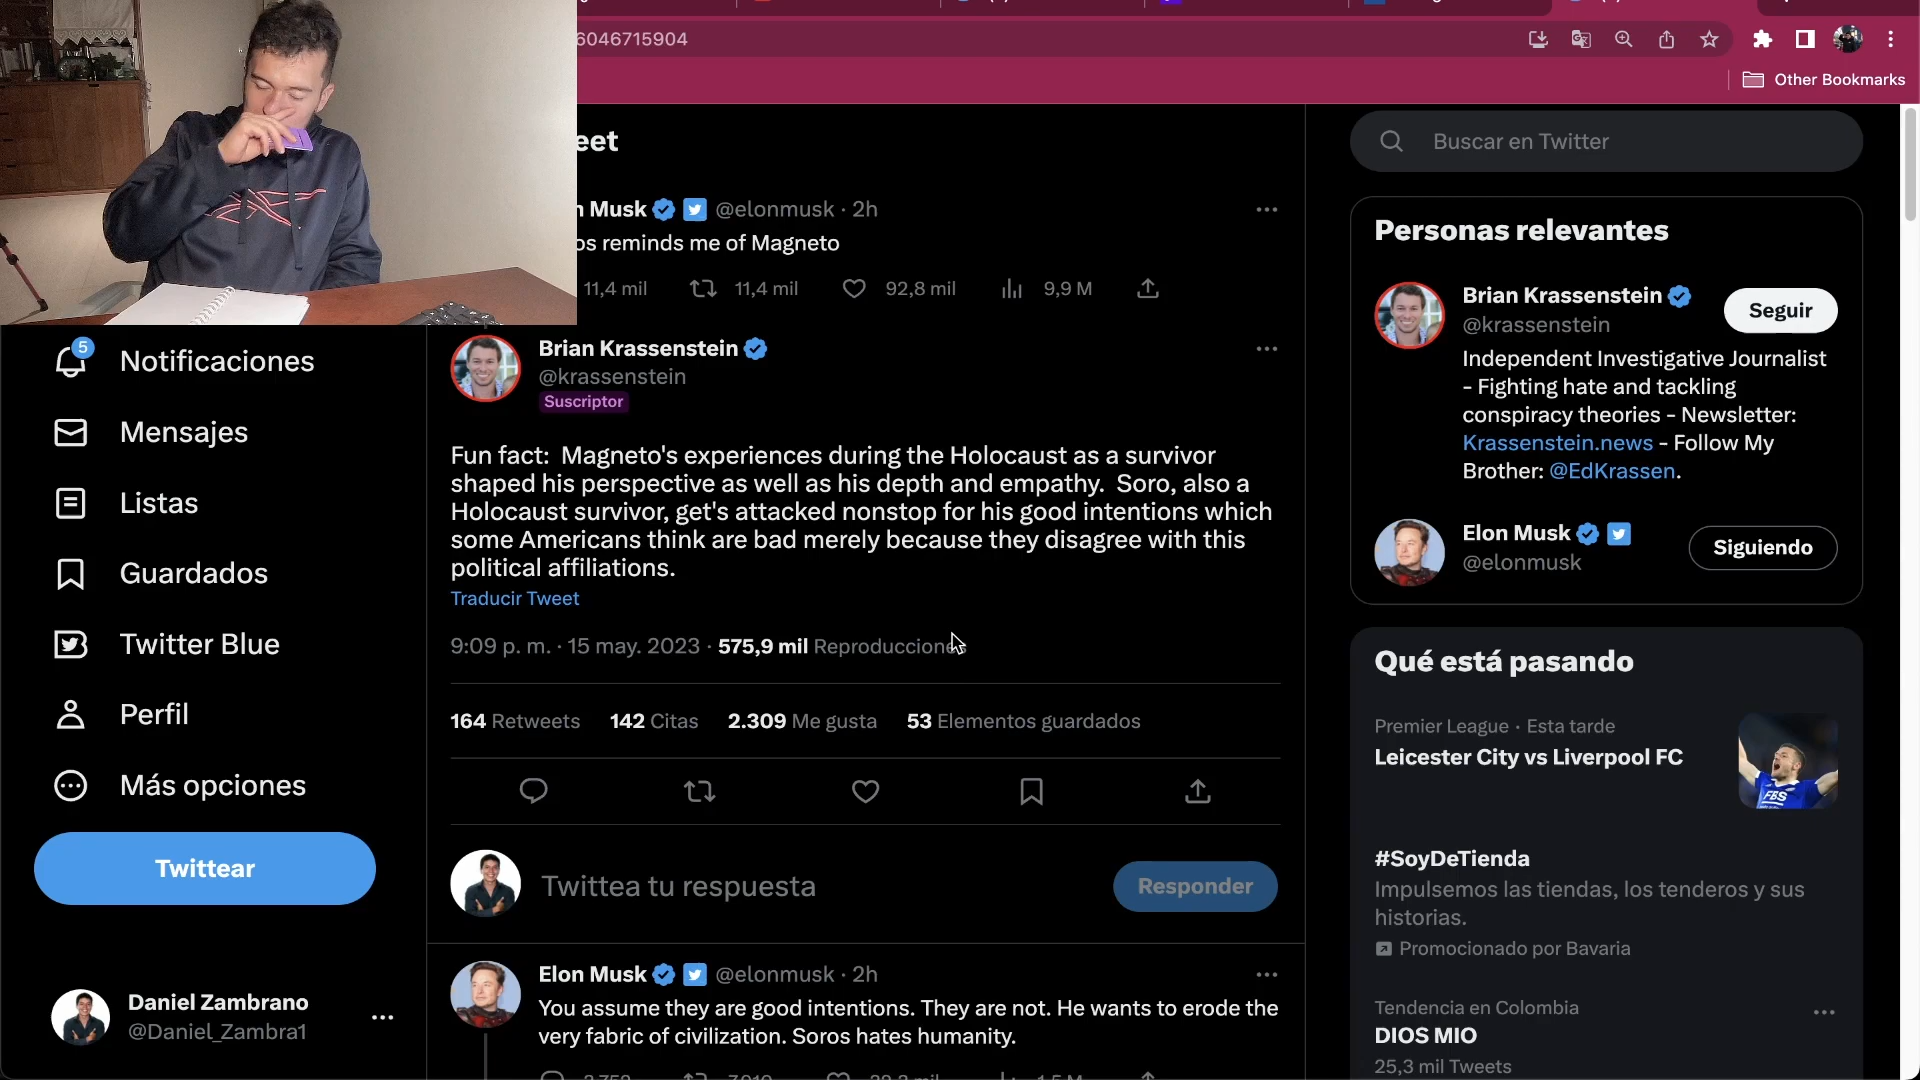 6046715904
Other Bookmarks
eet
Musk @elonmusk · 2h
os reminds me of Magneto
11,4 mil 11,4 mil 92,8 mil 9,9 M
Brian Krassenstein
@krassenstein
Suscriptor
Fun fact:  Magneto's experiences during the Holocaust as a survivor
shaped his perspective as well as his depth and empathy.  Soro, also a
Holocaust survivor, get's attacked nonstop for his good intentions which
some Americans think are bad merely because they disagree with this
political affiliations.
Traducir Tweet
9:09 p. m. · 15 may. 2023 · 575,9 mil Reproducciones
164 Retweets 142 Citas 2.309 Me gusta 53 Elementos guardados
Twittea tu respuesta
Responder
Elon Musk @elonmusk · 2h
You assume they are good intentions. They are not. He wants to erode the
very fabric of civilization. Soros hates humanity.
5
Notificaciones
Mensajes
Listas
Guardados
Twitter Blue
Perfil
Más opciones
Twittear
Daniel Zambrano
@Daniel_Zambra1
Buscar en Twitter
Personas relevantes
Brian Krassenstein
@krassenstein
Seguir
Independent Investigative Journalist
- Fighting hate and tackling
conspiracy theories - Newsletter:
Krassenstein.news - Follow My
Brother: @EdKrassen.
Elon Musk
@elonmusk
Siguiendo
Qué está pasando
Premier League · Esta tarde
Leicester City vs Liverpool FC
FBS
#SoyDeTienda
Impulsemos las tiendas, los tenderos y sus
historias.
Promocionado por Bavaria
Tendencia en Colombia
DIOS MIO
25,3 mil Tweets